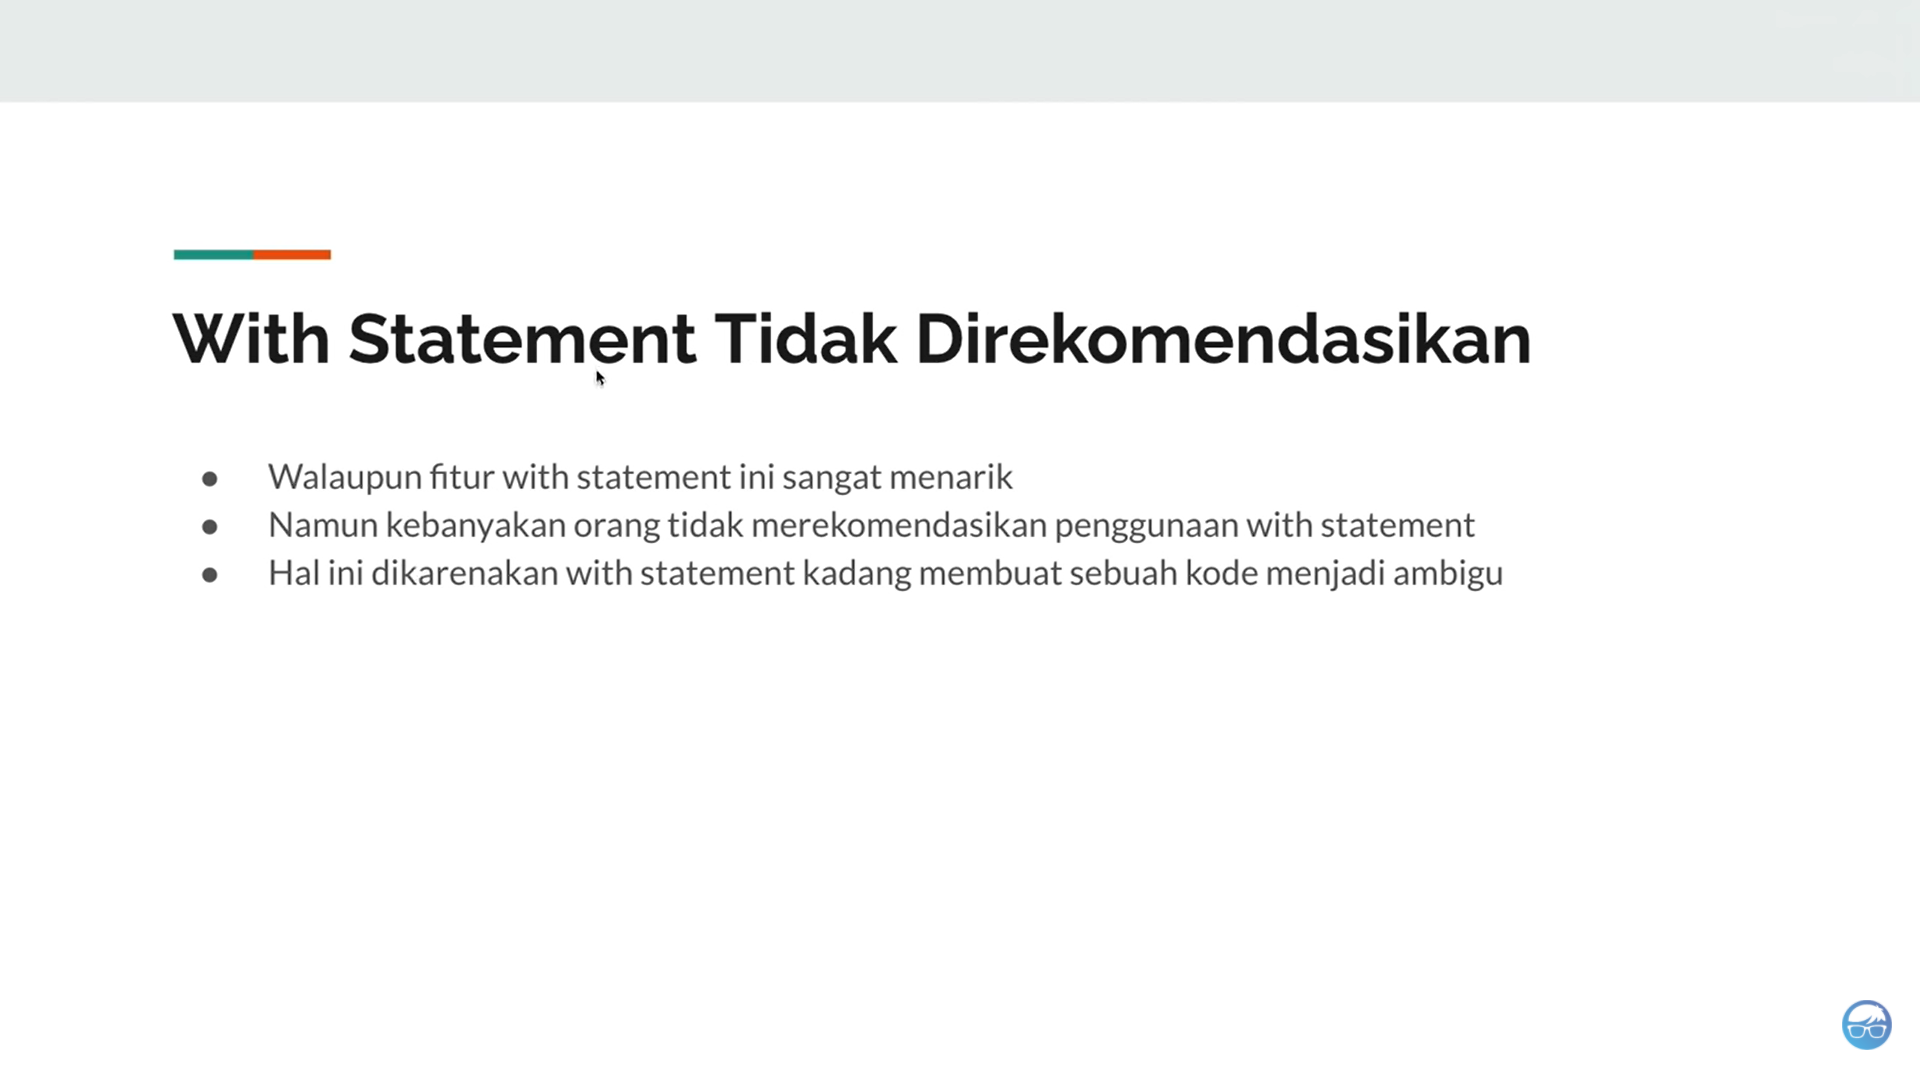 With Statement Tidak Direkomendasikan
Walaupun fitur with statement ini sangat menarik
Namun kebanyakan orang tidak merekomendasikan penggunaan with statement
Hal ini dikarenakan with statement kadang membuat sebuah kode menjadi ambigu